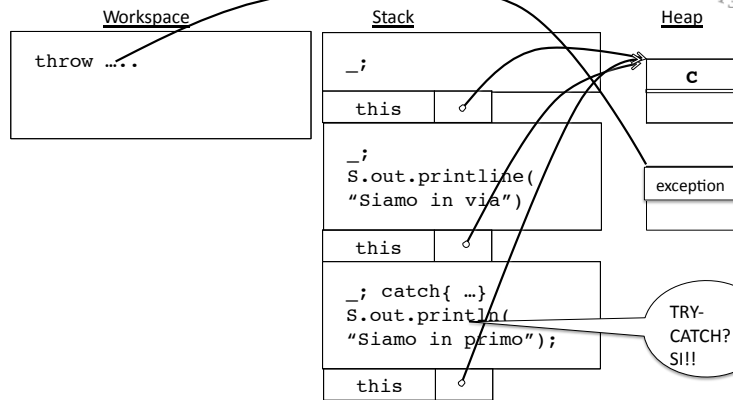 Workspace
Stack
Heap
throw …..
_;
this
_;
S.out.printline(
“Siamo in via”)
this
_; catch{ …}
S.out.println(
“Siamo in primo”);
this
C
exception
TRY-
CATCH?
SI!!